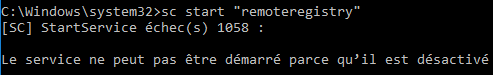 C:\Windows\system32>sc start "remoteregistry"
[SC] StartService échec(s) 1058 :
Le service ne peut pas être démarré parce qu’il est désactivé